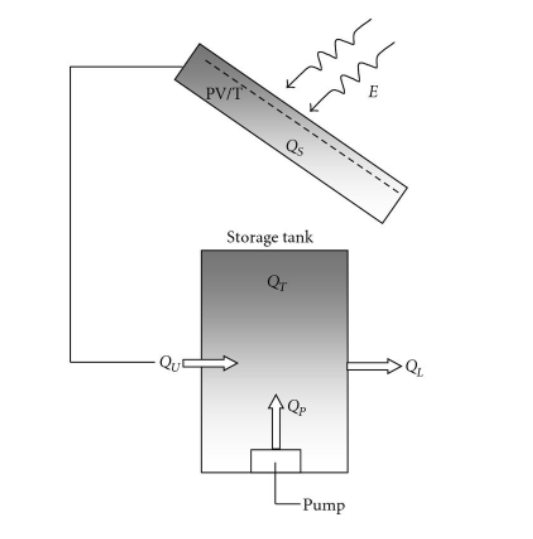 E
PV/T
Q_S
Storage tank
Q_T
Q_U
Q_L
Q_P
Pump